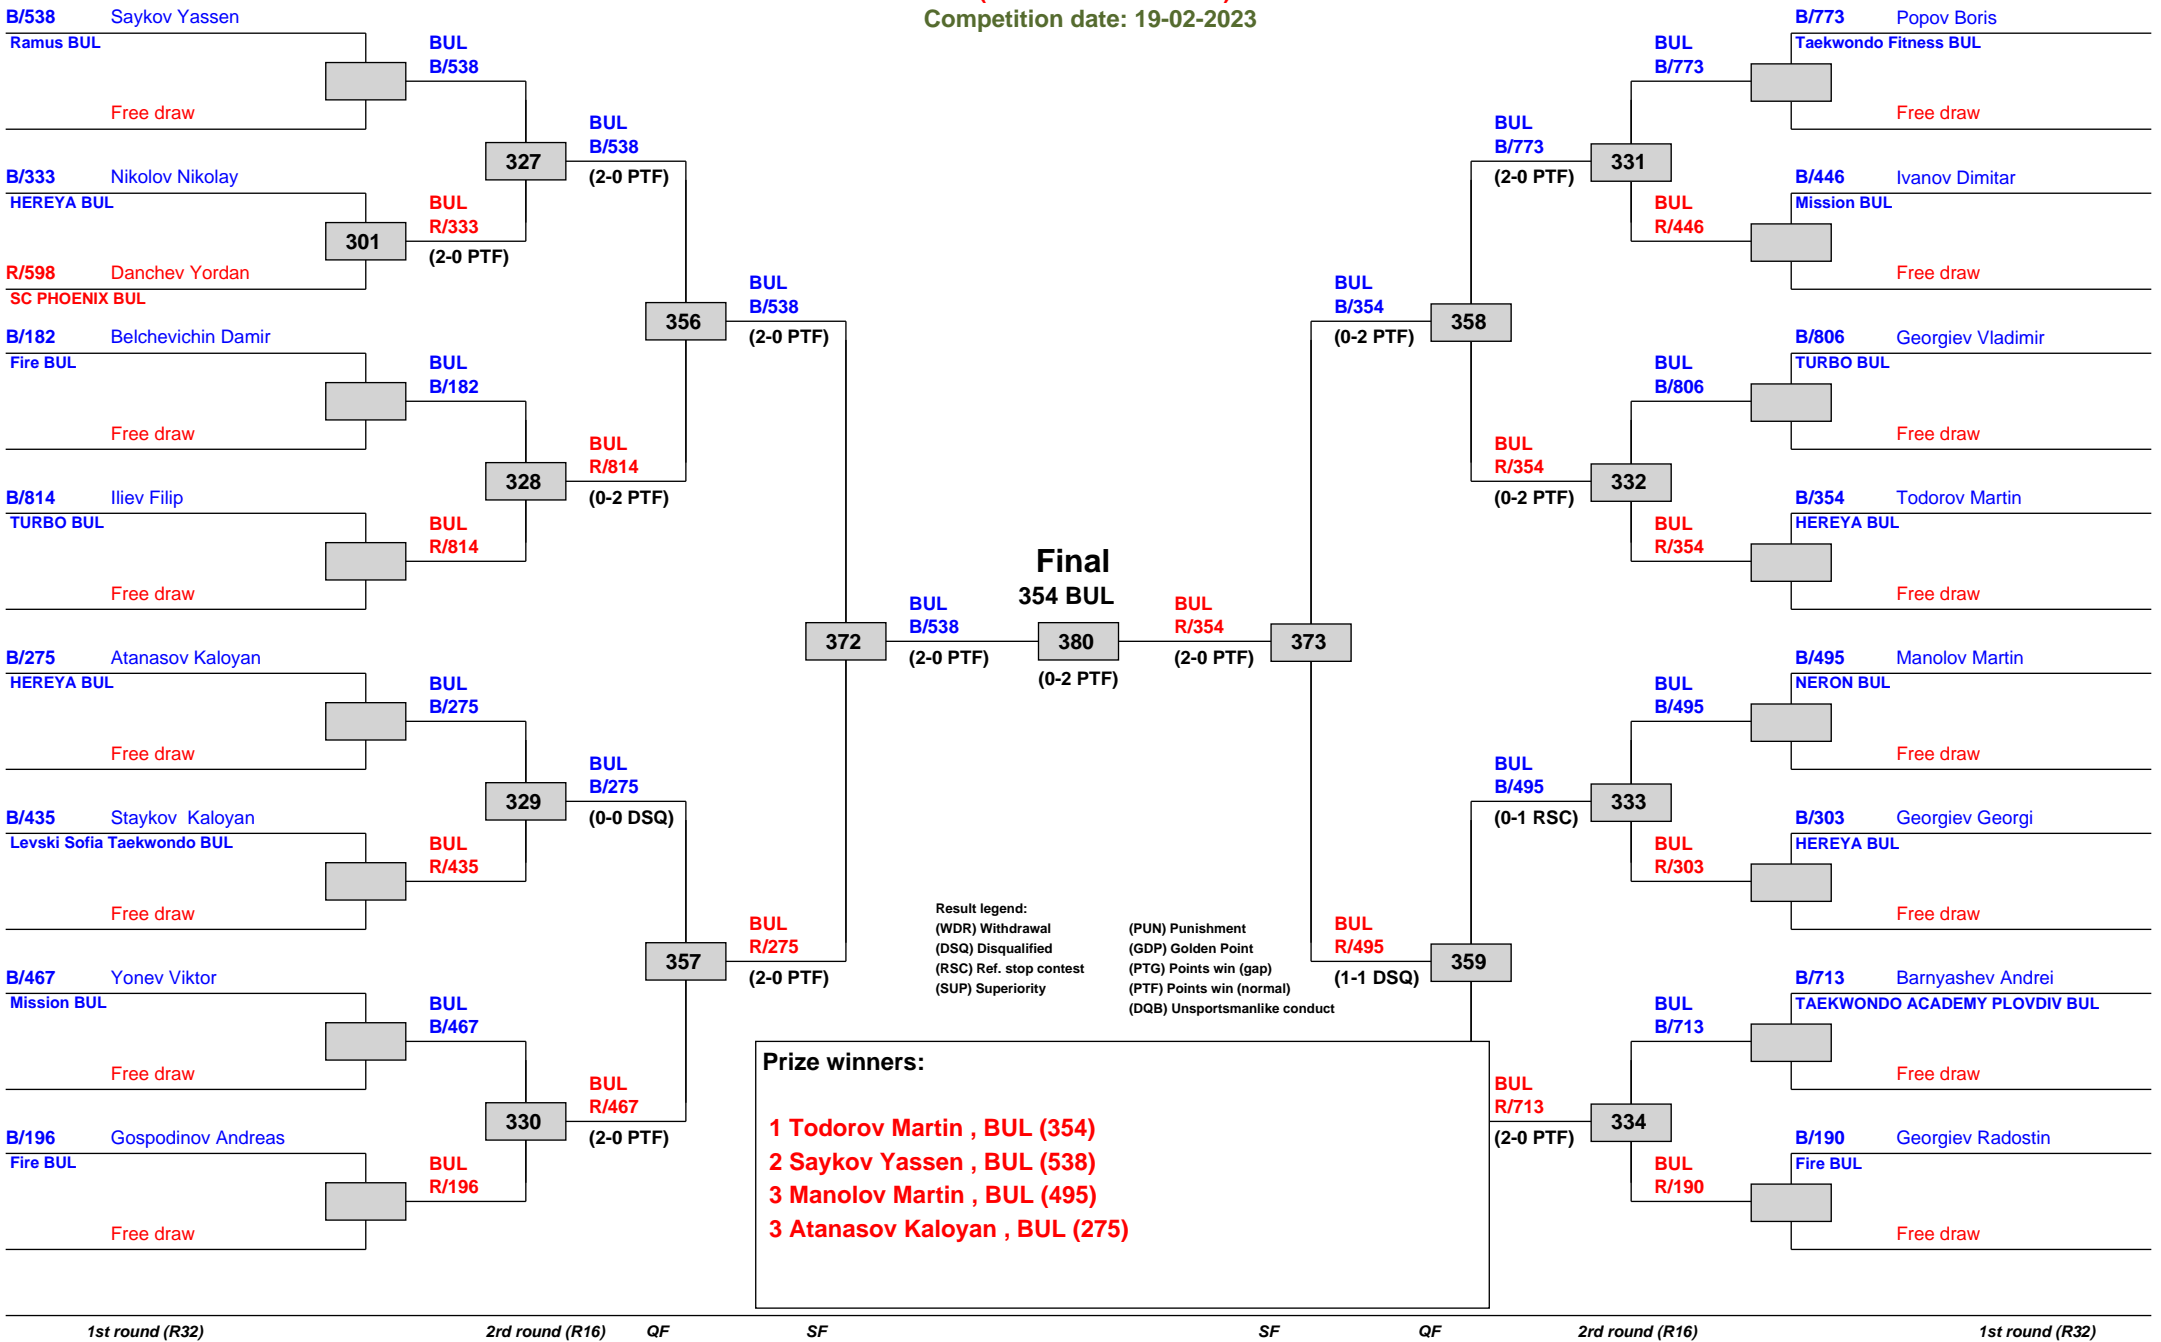 Competition date: 19-02-2023
B/538 Saykov Yassen
Ramus BUL
Free draw
BUL
B/538
B/333 Nikolov Nikolay
HEREYA BUL
301
R/598 Danchev Yordan
SC PHOENIX BUL
BUL
R/333
(2-0 PTF)
327
BUL
B/538
(2-0 PTF)
B/182 Belchevichin Damir
Fire BUL
Free draw
BUL
B/182
B/814 Iliev Filip
TURBO BUL
Free draw
BUL
R/814
328
BUL
R/814
(0-2 PTF)
356
BUL
B/538
(2-0 PTF)
B/275 Atanasov Kaloyan
HEREYA BUL
Free draw
BUL
B/275
B/435 Staykov Kaloyan
Levski Sofia Taekwondo BUL
Free draw
BUL
R/435
329
BUL
B/275
(0-0 DSQ)
B/467 Yonev Viktor
Mission BUL
Free draw
BUL
B/467
B/196 Gospodinov Andreas
Fire BUL
Free draw
BUL
R/196
330
BUL
R/467
(2-0 PTF)
357
BUL
R/275
(2-0 PTF)
372
BUL
B/538
(2-0 PTF)
Final
354 BUL
380
(0-2 PTF)
BUL
R/354
(2-0 PTF)
373
BUL
B/354
(0-2 PTF)
358
BUL
B/773
(2-0 PTF)
331
BUL
B/773
B/773 Popov Boris
Taekwondo Fitness BUL
Free draw
BUL
R/446
B/446 Ivanov Dimitar
Mission BUL
Free draw
BUL
R/354
(0-2 PTF)
332
BUL
B/806
B/806 Georgiev Vladimir
TURBO BUL
Free draw
BUL
R/354
B/354 Todorov Martin
HEREYA BUL
Free draw
BUL
R/495
(1-1 DSQ)
359
BUL
B/495
(0-1 RSC)
333
BUL
B/495
B/495 Manolov Martin
NERON BUL
Free draw
BUL
R/303
B/303 Georgiev Georgi
HEREYA BUL
Free draw
BUL
R/713
(2-0 PTF)
334
BUL
B/713
B/713 Barnyashev Andrei
TAEKWONDO ACADEMY PLOVDIV BUL
Free draw
BUL
R/190
B/190 Georgiev Radostin
Fire BUL
Free draw
Result legend:
(WDR) Withdrawal
(DSQ) Disqualified
(RSC) Ref. stop contest
(SUP) Superiority
(PUN) Punishment
(GDP) Golden Point
(PTG) Points win (gap)
(PTF) Points win (normal)
(DQB) Unsportsmanlike conduct
Prize winners:
1 Todorov Martin , BUL (354)
2 Saykov Yassen , BUL (538)
3 Manolov Martin , BUL (495)
3 Atanasov Kaloyan , BUL (275)
1st round (R32) 2rd round (R16) QF SF SF QF 2rd round (R16) 1st round (R32)